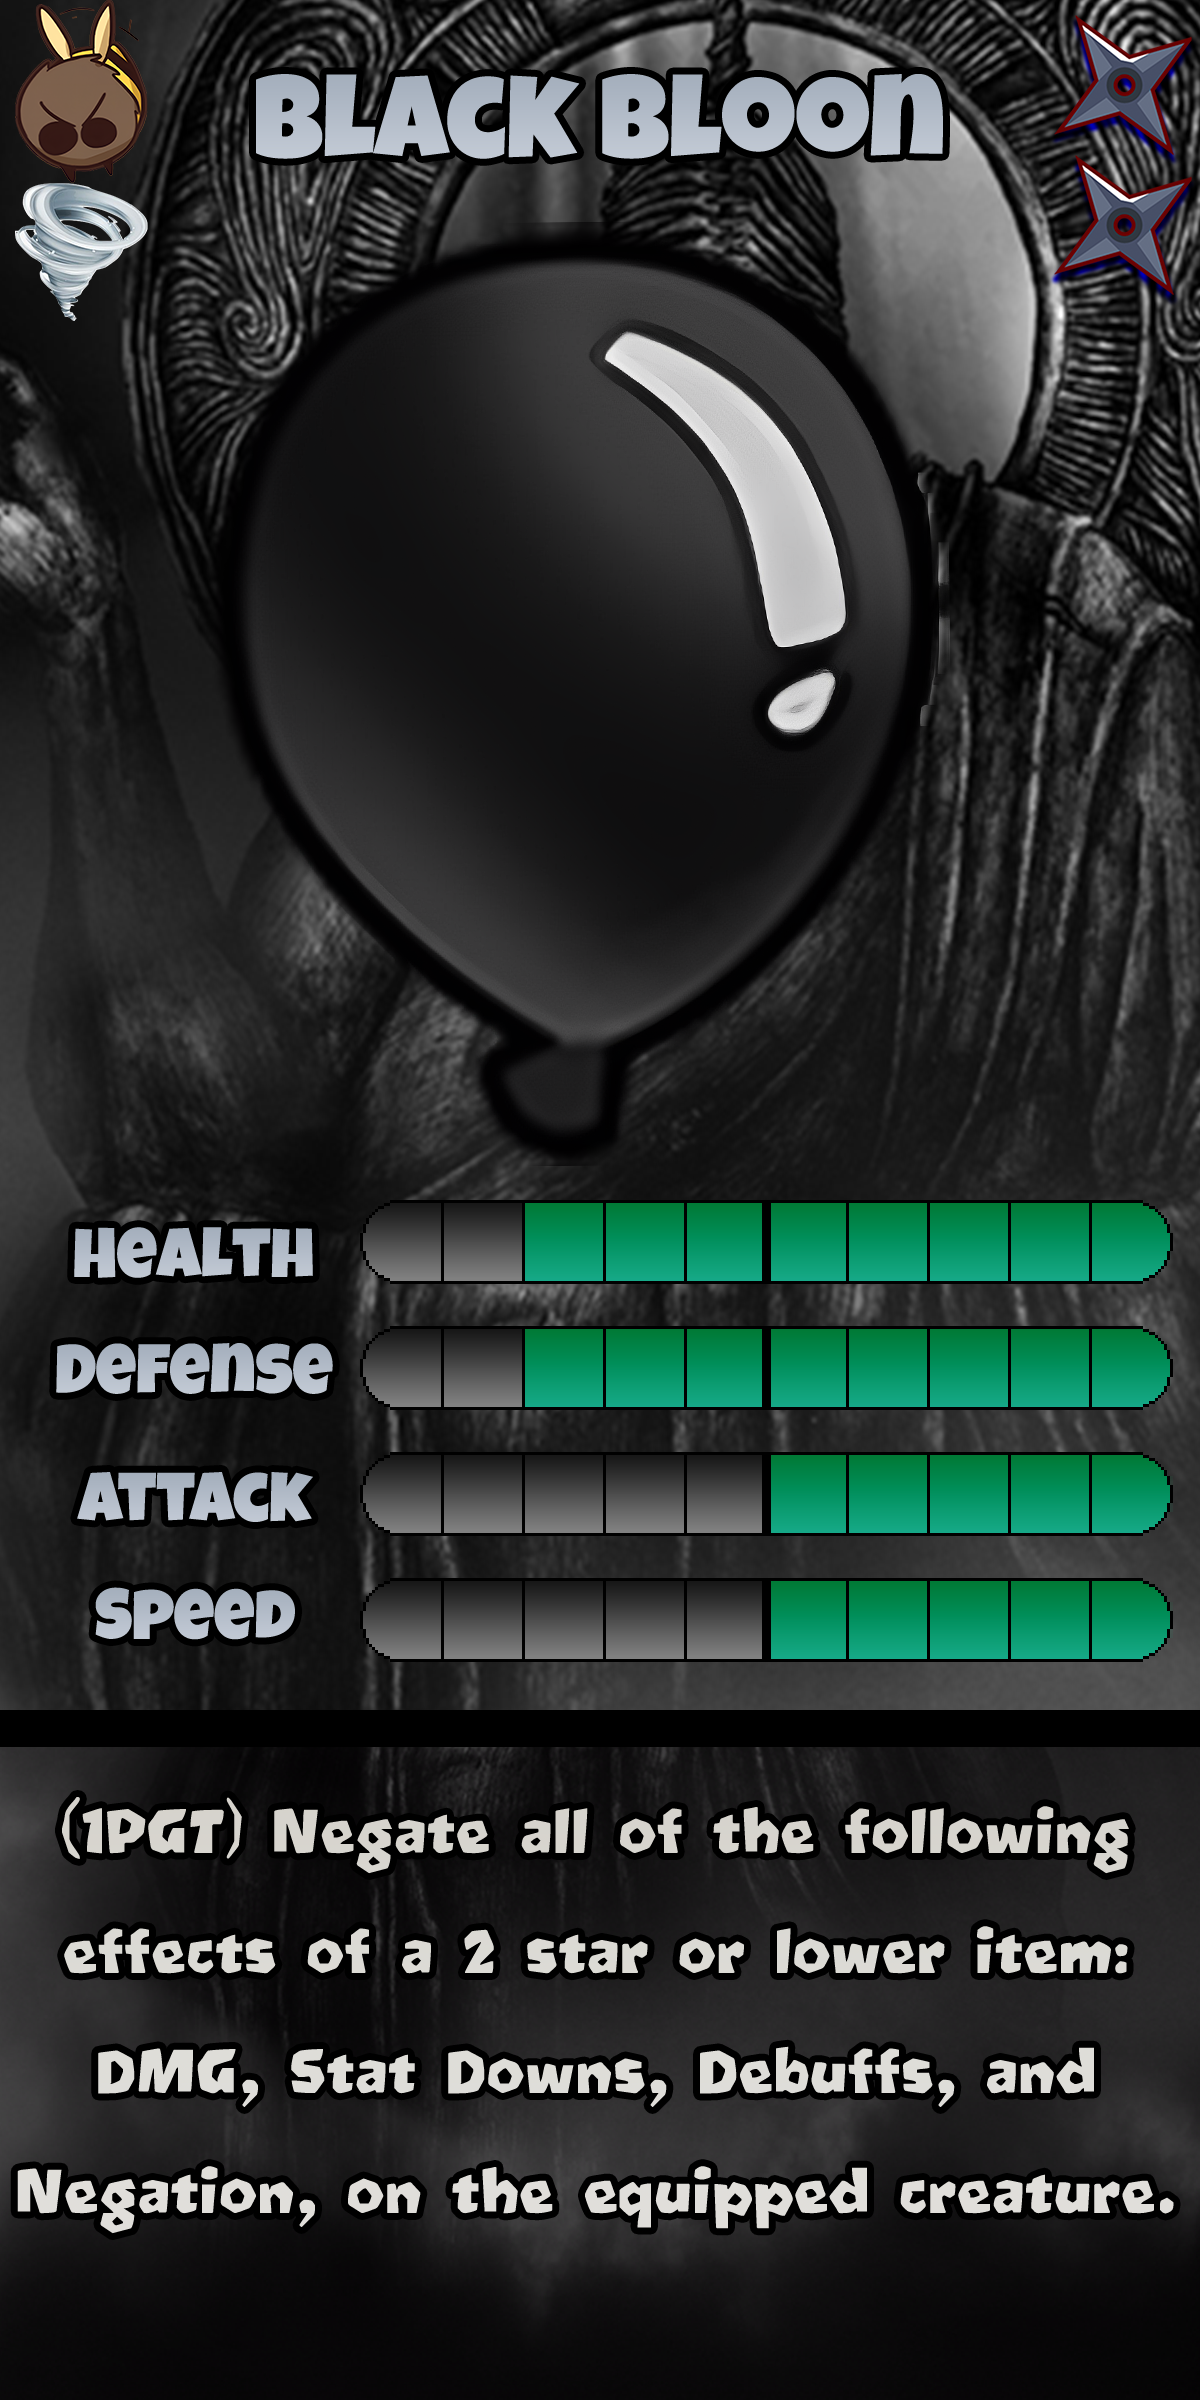 BLACK BLOON
HEALTH
DEFENSE
ATTACK
SPEED
(1PGT) Negate all of the following
effects of a 2 star or lower item:
DMG, Stat Downs, Debuffs, and
Negation, on the equipped creature.